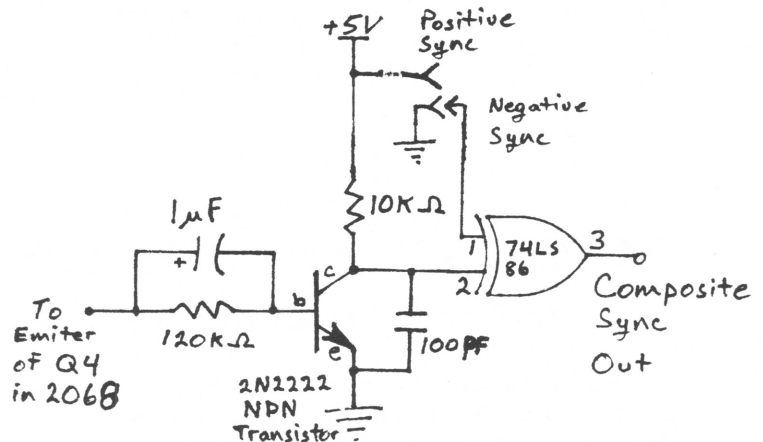 +5V
Positive
Sync
Negative
Sync
10KΩ
1μF
+
120KΩ
To
Emiter
of Q4
in 2068
b
c
e
2N2222
NPN
Transistor
100pF
1
2
74LS
86
3
Composite
Sync
Out